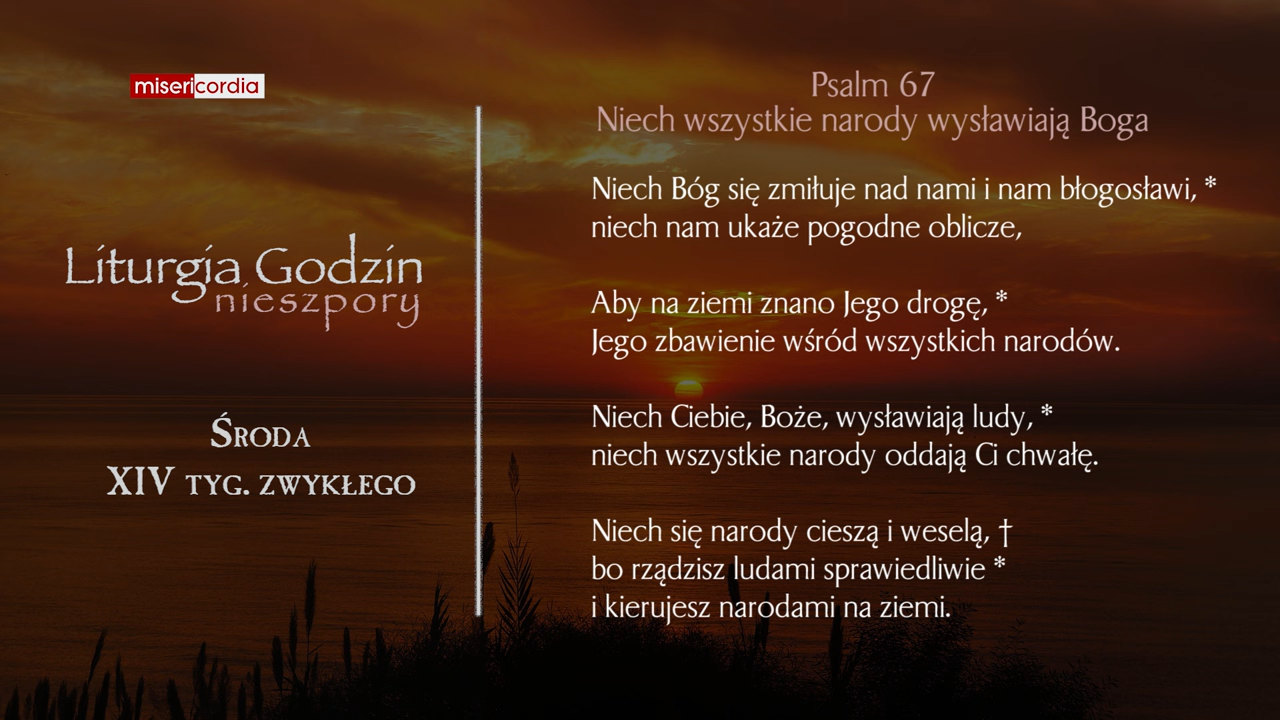 misericordia
Liturgia Godzin
nieszpory
Środa
XIV tyg. zwykłego
Psalm 67
Niech wszystkie narody wysławiają Boga
Niech Bóg się zmiłuje nad nami i nam błogosławi, *
niech nam ukaże pogodne oblicze,
Aby na ziemi znano Jego drogę, *
Jego zbawienie wśród wszystkich narodów.
Niech Ciebie, Boże, wysławiają ludy, *
niech wszystkie narody oddają Ci chwałę.
Niech się narody cieszą i weselą, †
bo rządzisz ludami sprawiedliwie *
i kierujesz narodami na ziemi.